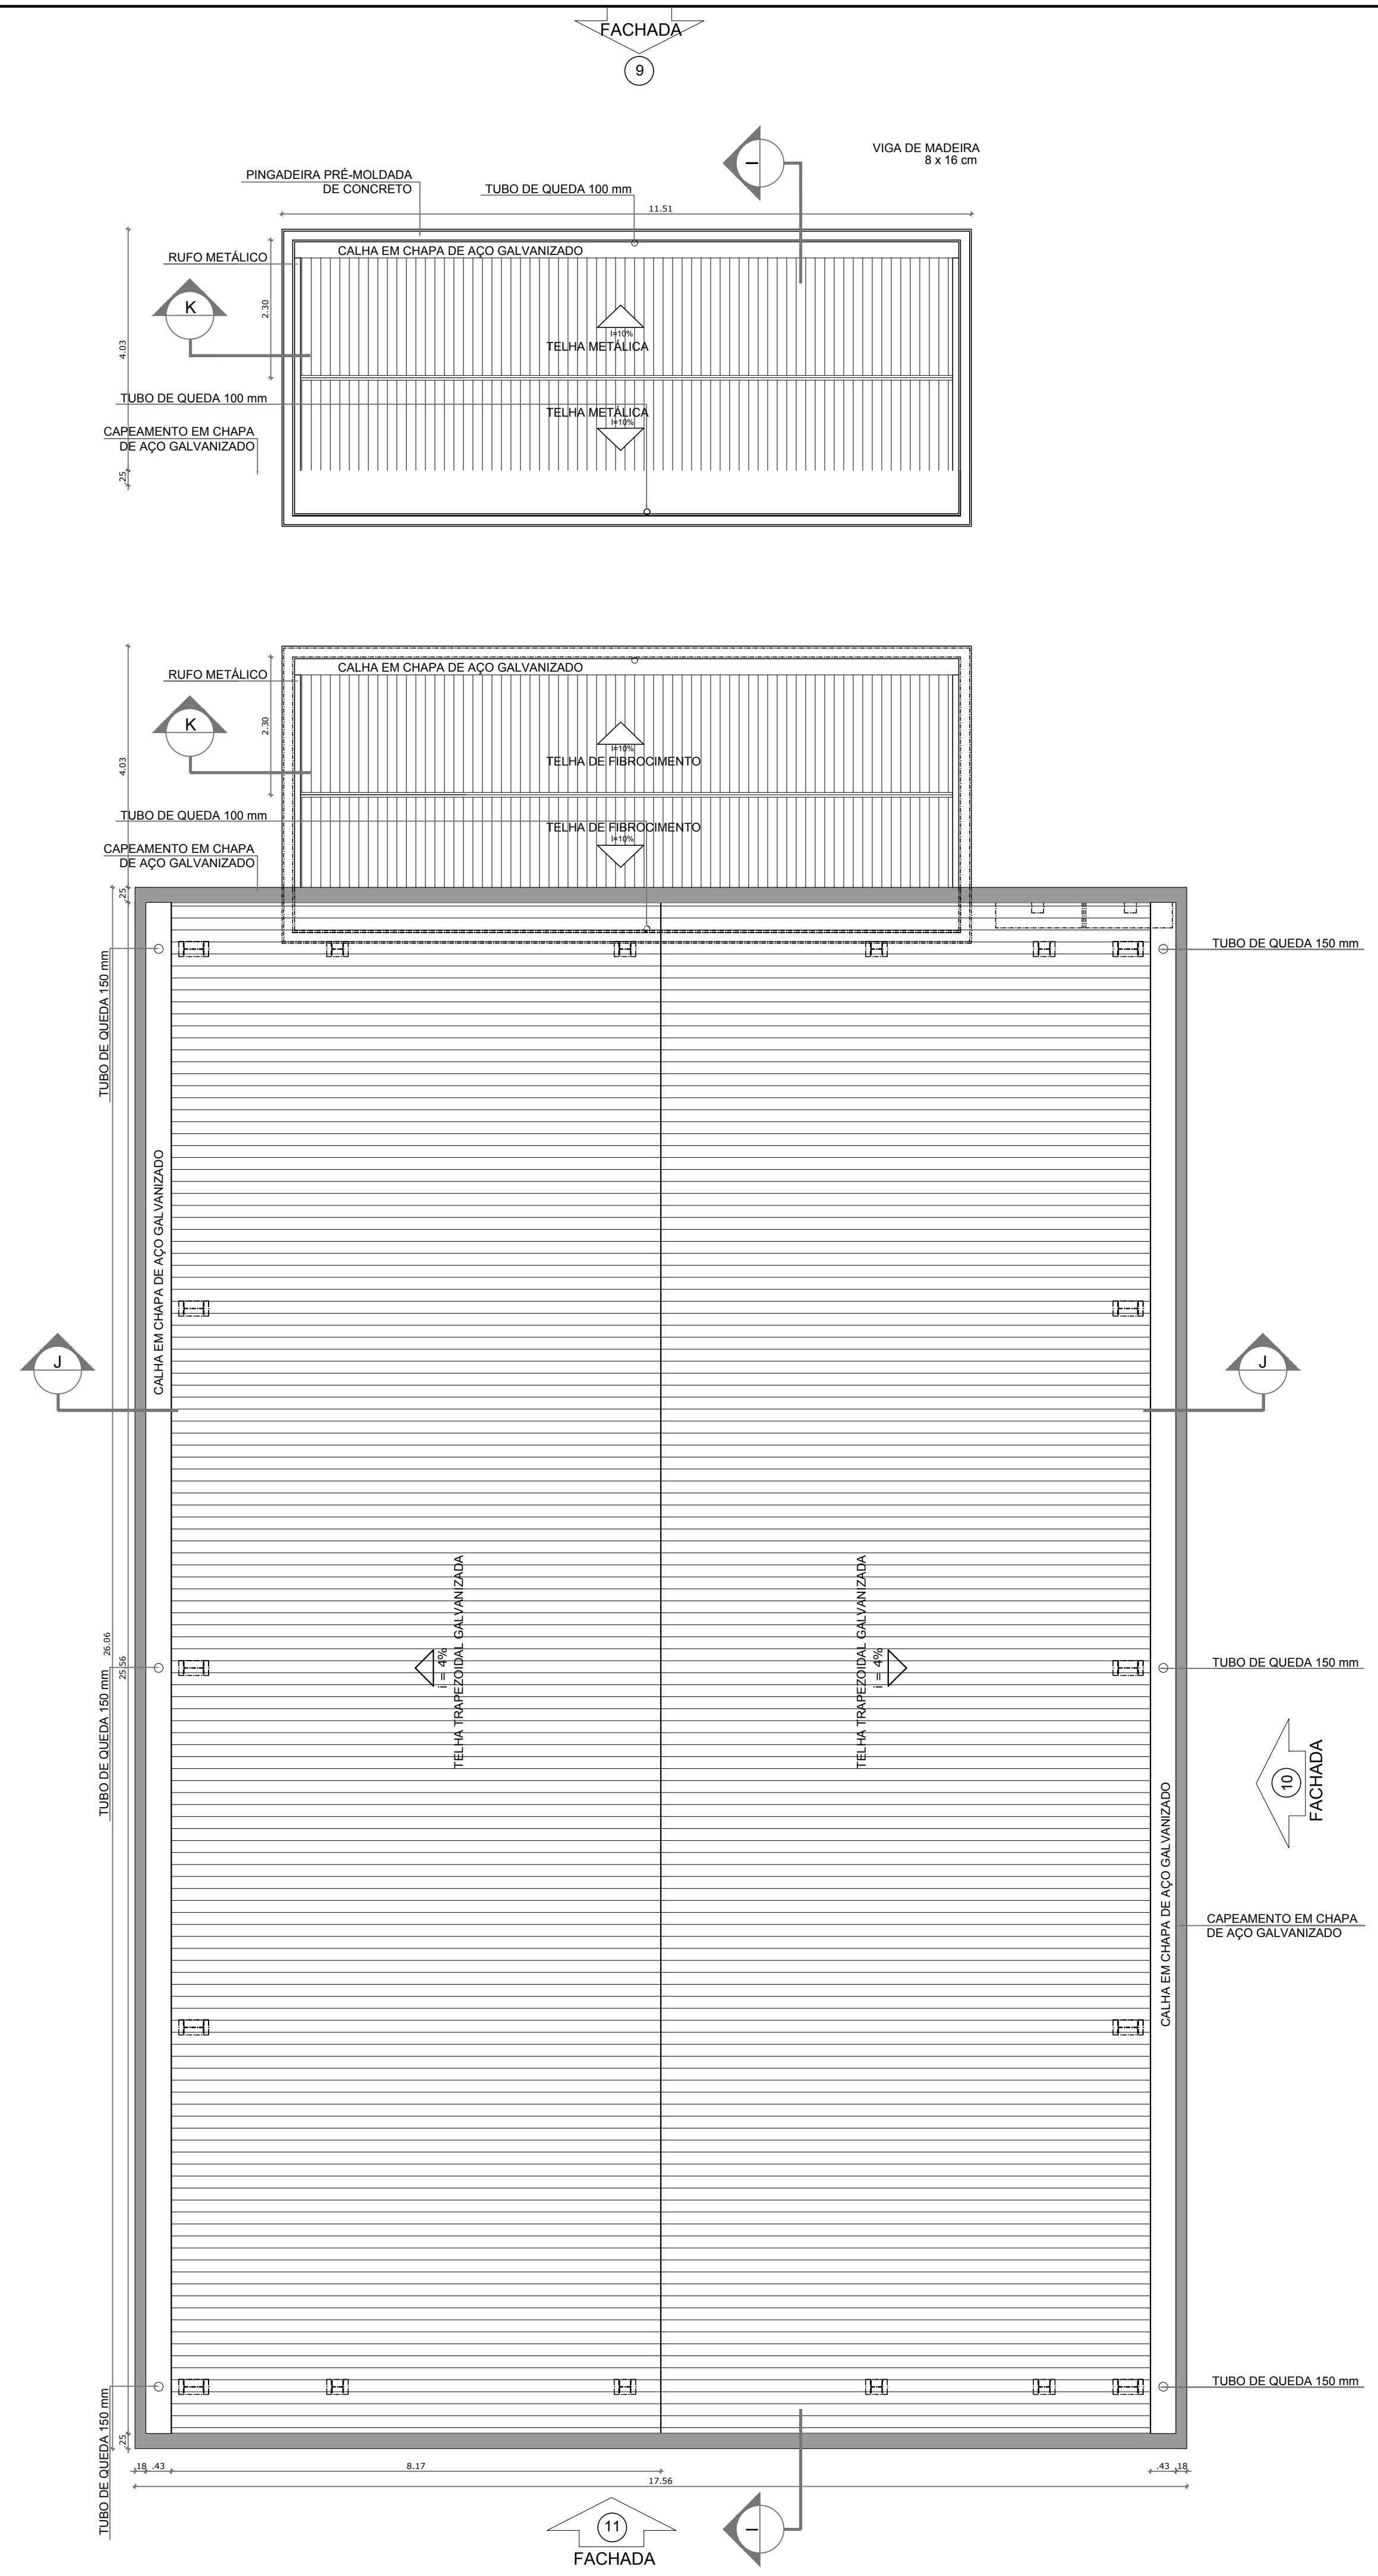 FACHADA
9
I
VIGA DE MADEIRA
8 x 16 cm
PINGADEIRA PRÉ-MOLDADA
DE CONCRETO
TUBO DE QUEDA 100 mm
11.51
RUFO METÁLICO
CALHA EM CHAPA DE AÇO GALVANIZADO
K
2.30
4.03
I=10%
TELHA METÁLICA
TUBO DE QUEDA 100 mm
TELHA METÁLICA
I=10%
CAPEAMENTO EM CHAPA
DE AÇO GALVANIZADO
.25
RUFO METÁLICO
CALHA EM CHAPA DE AÇO GALVANIZADO
K
2.30
4.03
I=10%
TELHA DE FIBROCIMENTO
TUBO DE QUEDA 100 mm
TELHA DE FIBROCIMENTO
I=10%
CAPEAMENTO EM CHAPA
DE AÇO GALVANIZADO
.25
TUBO DE QUEDA 150 mm
TUBO DE QUEDA 150 mm
CALHA EM CHAPA DE AÇO GALVANIZADO
J
J
TELHA TRAPEZOIDAL GALVANIZADA
i = 4%
TELHA TRAPEZOIDAL GALVANIZADA
i = 4%
26.06
25.56
TUBO DE QUEDA 150 mm
TUBO DE QUEDA 150 mm
10
FACHADA
CALHA EM CHAPA DE AÇO GALVANIZADO
CAPEAMENTO EM CHAPA
DE AÇO GALVANIZADO
TUBO DE QUEDA 150 mm
TUBO DE QUEDA 150 mm
.25
.18
.43
8.17
.43
.18
17.56
11
FACHADA
I